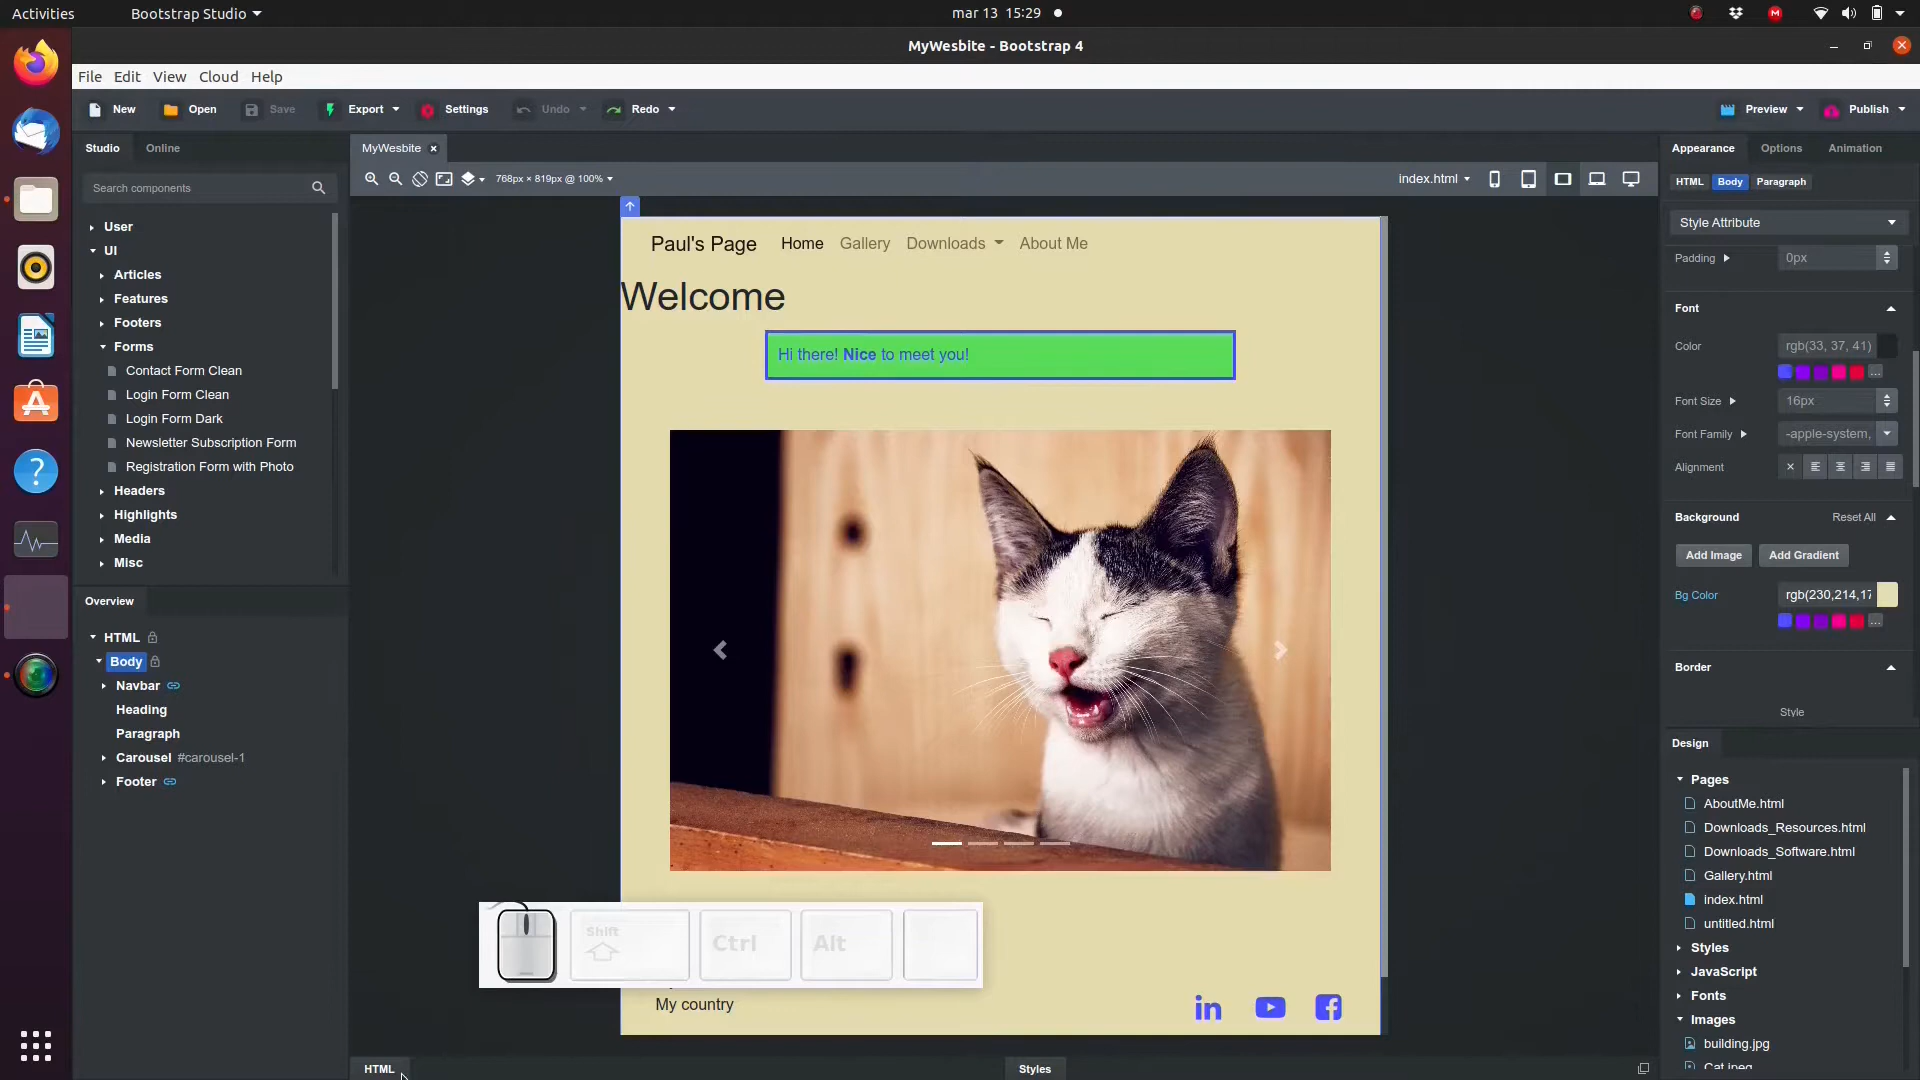 Activities
Bootstrap Studio
mar 13 15:29
M
MyWesbite - Bootstrap 4
File Edit View Cloud Help
New Open Save Export Settings Undo Redo Preview Publish
Studio Online
MyWesbite
Appearance Options Animation
Search components
768px × 819px @ 100%
index.html
HTML Body Paragraph
Style Attribute
User
UI
Articles
Features
Footers
Forms
Contact Form Clean
Login Form Clean
Login Form Dark
Newsletter Subscription Form
Registration Form with Photo
Headers
Highlights
Media
Misc
Overview
HTML
Body
Navbar
Heading
Paragraph
Carousel #carousel-1
Footer
Paul's Page Home Gallery Downloads About Me
Welcome
Hi there! Nice to meet you!
Shift Ctrl Alt
My country
HTML
Styles
Padding 0px
Font
Color rgb(33, 37, 41)
...
Font Size 16px
Font Family -apple-system,
Alignment
Background Reset All
Add Image Add Gradient
Bg Color rgb(230,214,17
...
Border
Style
Design
Pages
AboutMe.html
Downloads_Resources.html
Downloads_Software.html
Gallery.html
index.html
untitled.html
Styles
JavaScript
Fonts
Images
building.jpg
Cat.jpeg